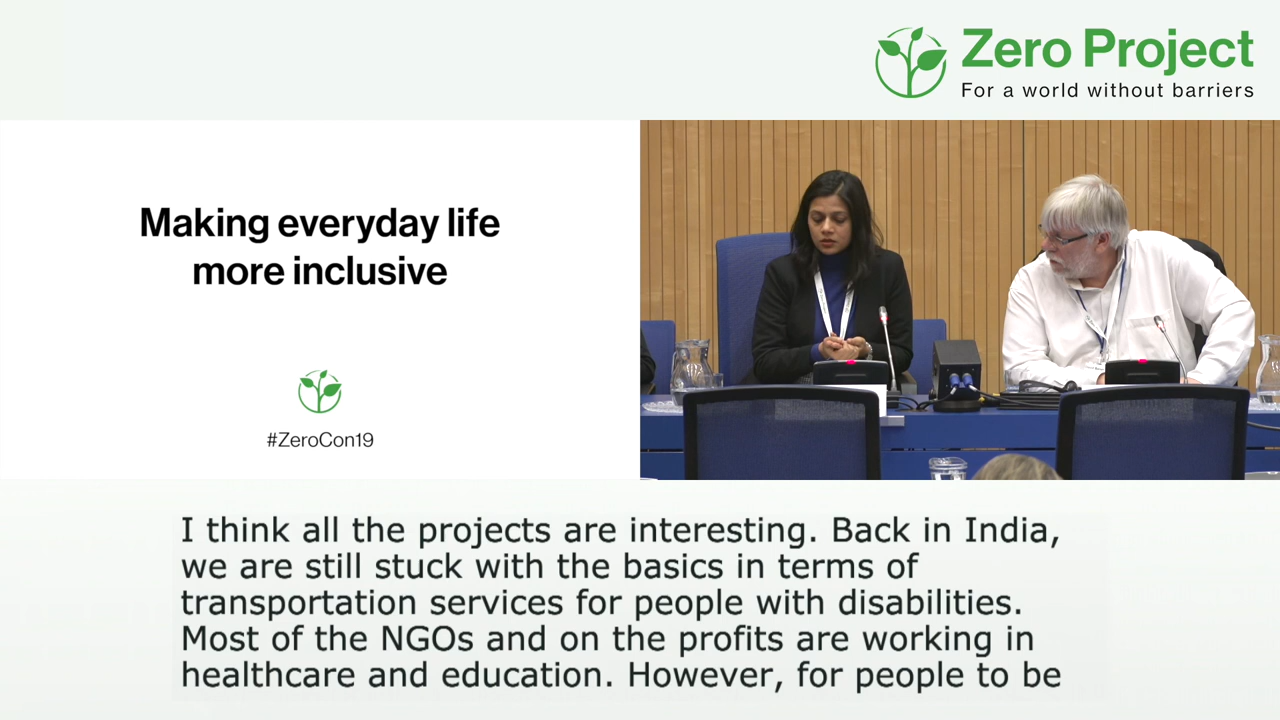 Zero Project
For a world without barriers
Making everyday life
more inclusive
#ZeroCon19
I think all the projects are interesting. Back in India,
we are still stuck with the basics in terms of
transportation services for people with disabilities.
Most of the NGOs and on the profits are working in
healthcare and education. However, for people to be